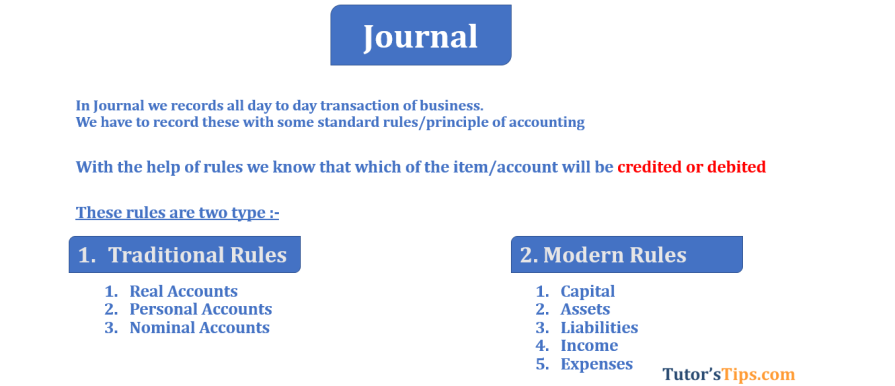 Journal
In Journal we records all day to day transaction of business.
We have to record these with some standard rules/principle of accounting
With the help of rules we know that which of the item/account will be credited or debited
These rules are two type :-
1. Traditional Rules
1. Real Accounts
2. Personal Accounts
3. Nominal Accounts
2. Modern Rules
1. Capital
2. Assets
3. Liabilities
4. Income
5. Expenses
Tutor'sTips.com